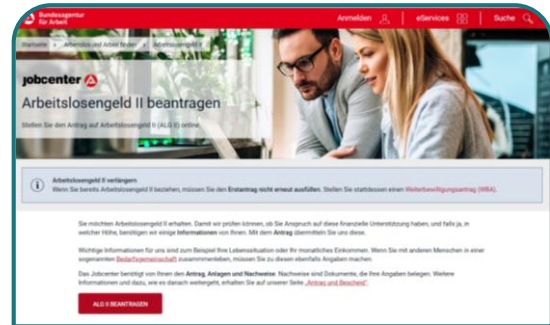 Bundesagentur
für Arbeit
Anmelden
eServices
Suche
Startseite > Arbeitslos und Arbeit finden > Arbeitslosengeld II
jobcenter
Arbeitslosengeld II beantragen
Stellen Sie den Antrag auf Arbeitslosengeld II (ALG II) online.
Arbeitslosengeld II verlängern
Wenn Sie bereits Arbeitslosengeld II beziehen, müssen Sie den Erstantrag nicht erneut ausfüllen. Stellen Sie stattdessen einen Weiterbewilligungsantrag (WBA).
Sie möchten Arbeitslosengeld II erhalten. Damit wir prüfen können, ob Sie Anspruch auf diese finanzielle Unterstützung haben, und falls ja, in
welcher Höhe, benötigen wir einige Informationen von Ihnen. Mit dem Antrag übermitteln Sie uns diese.
Wichtige Informationen für uns sind zum Beispiel Ihre Lebenssituation oder Ihr monatliches Einkommen. Wenn Sie mit anderen Menschen in einer
sogenannten Bedarfsgemeinschaft zusammenleben, müssen Sie zu diesen ebenfalls Angaben machen.
Das Jobcenter benötigt von Ihnen den Antrag, Anlagen und Nachweise. Nachweise sind Dokumente, die Ihre Angaben belegen. Weitere
Informationen und dazu, wie es danach weitergeht, erhalten Sie auf unserer Seite „Antrag und Bescheid".
ALG II BEANTRAGEN